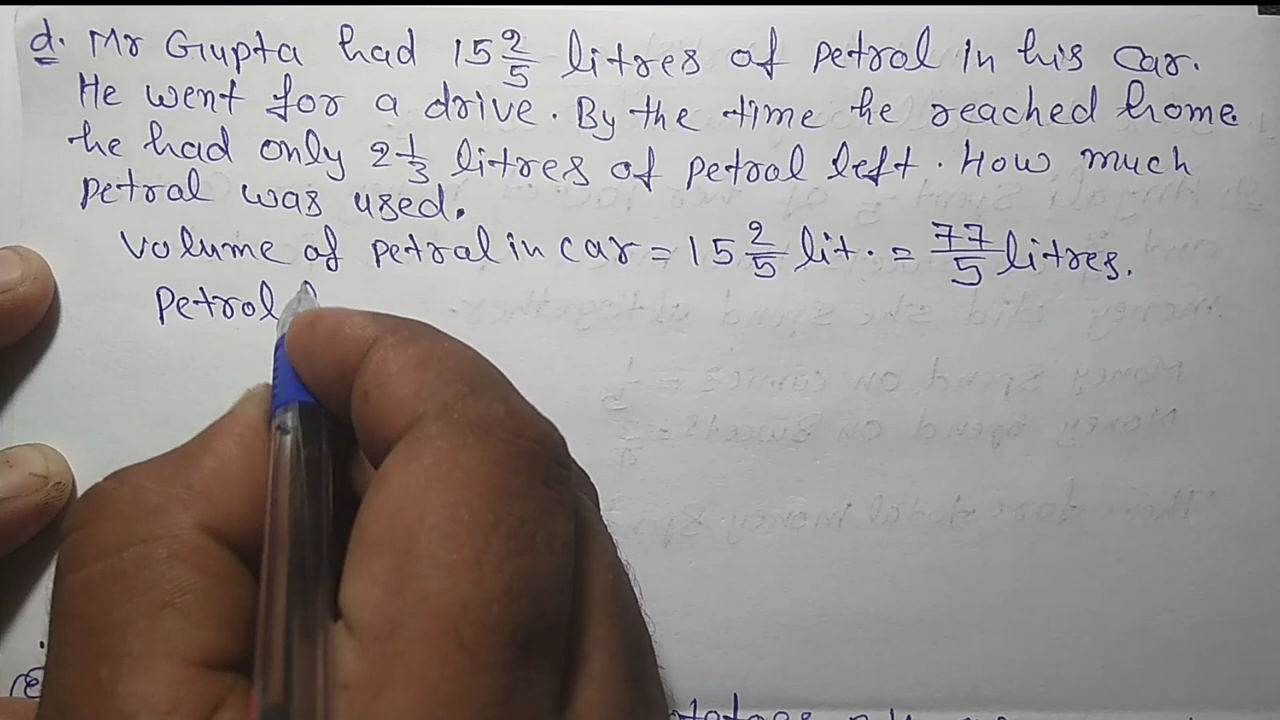 d. Mr Gupta had 15 2/5 litres of petrol in his car.
He went for a drive. By the time he reached home
he had only 2 1/3 litres of petrol left. How much
petrol was used.
volume of petrol in car = 15 2/5 lit. = 77/5 litres.
Petrol